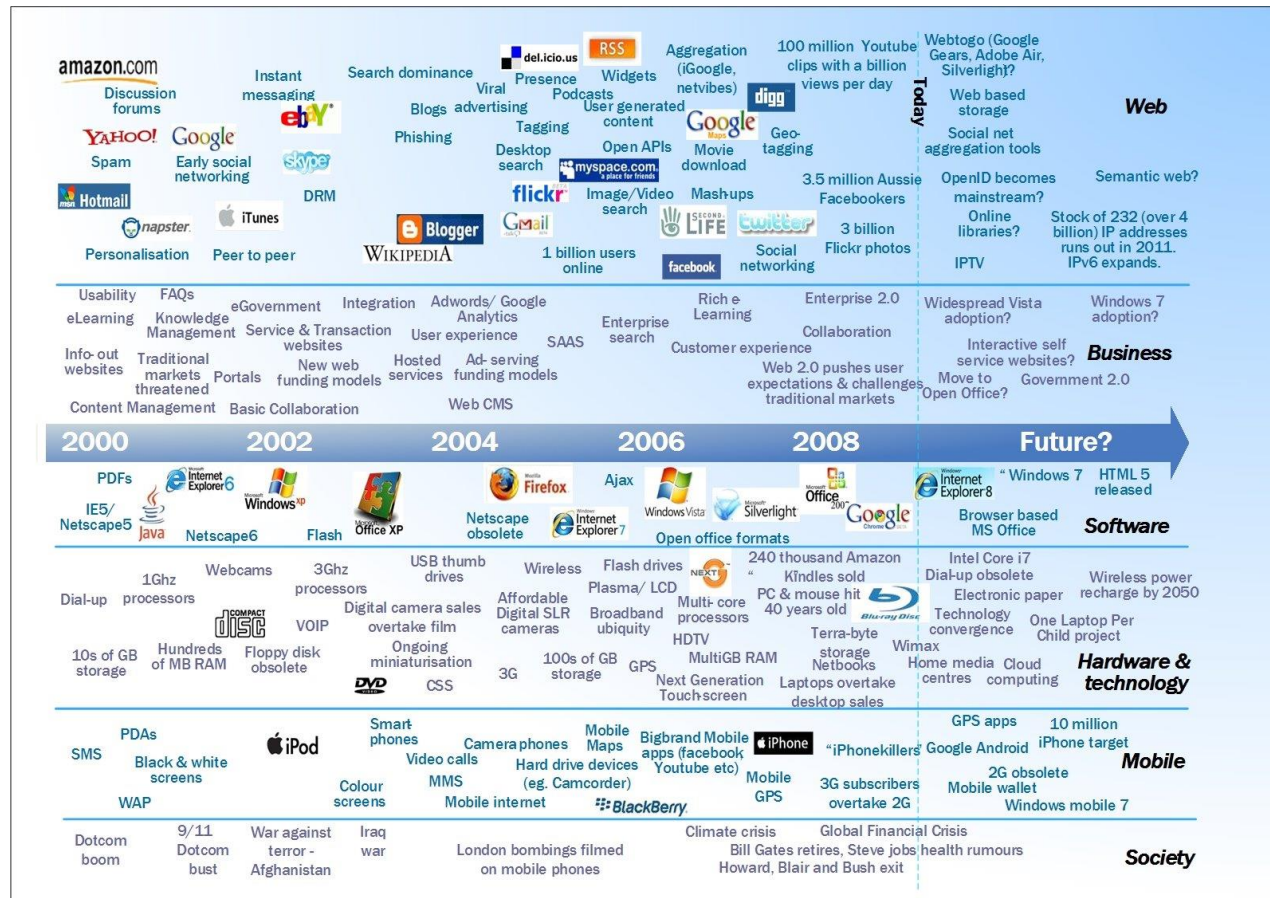 amazon.com
Discussion
forums
Instant
messaging
ebaY
YAHOO!
Google
Spam
Early social
networking
skype
msn Hotmail
DRM
napster.
iTunes
Personalisation
Peer to peer
Search dominance
del.icio.us
RSS
Presence
Widgets
Viral
advertising
Podcasts
Blogs
User generated
content
Phishing
Tagging
Desktop
search
Open APIs
myspace.com.
a place for friends
flickr
Image/Video
search
Blogger
Gmail
WIKIPEDIA
1 billion users
online
Aggregation
(iGoogle,
netvibes)
digg
100 million Youtube
clips with a billion
views per day
Google
Maps
Geo-
tagging
Movie
download
Mash-ups
3.5 million Aussie
Facebookers
SECOND
LIFE
twitter
3 billion
Flickr photos
facebook
Social
networking
Today
Webtogo (Google
Gears, Adobe Air,
Silverlight)?
Web based
storage
Web
Social net
aggregation tools
OpenID becomes
mainstream?
Semantic web?
Online
libraries?
Stock of 232 (over 4
billion) IP addresses
runs out in 2011.
IPv6 expands.
IPTV
Usability
FAQs
eGovernment
Integration
Adwords/ Google
Analytics
eLearning
Knowledge
Management
Service & Transaction
websites
User experience
SAAS
Info-out
websites
Traditional
markets
threatened
Portals
New web
funding models
Hosted
services
Ad- serving
funding models
Content Management
Basic Collaboration
Web CMS
Enterprise
search
Rich e
Learning
Enterprise 2.0
Collaboration
Customer experience
Web 2.0 pushes user
expectations & challenges
traditional markets
Widespread Vista
adoption?
Windows 7
adoption?
Interactive self
service websites?
Business
Move to
Open Office?
Government 2.0
2000
2002
2004
2006
2008
Future?
PDFs
Internet
Explorer 6
Microsoft
Windows xp
Microsoft
Office XP
Mozilla
Firefox
Ajax
Windows Vista
Microsoft
Silverlight
Microsoft
Office
2007
Google
Chrome
Windows
Internet
Explorer 8
“ Windows 7
HTML 5
released
IE5/
Netscape5
Java
Netscape6
Flash
Netscape
obsolete
Windows
Internet
Explorer 7
Open office formats
Browser based
MS Office
Software
Dial-up
1Ghz
processors
Webcams
3Ghz
processors
USB thumb
drives
Wireless
Flash drives
Plasma/ LCD
NEXT
240 thousand Amazon
“ Kindles sold
PC & mouse hit
40 years old
Blu-ray Disc
Intel Core i7
Dial-up obsolete
Electronic paper
Wireless power
recharge by 2050
COMPACT
disc
VOIP
Digital camera sales
overtake film
Affordable
Digital SLR
cameras
Broadband
ubiquity
Multi- core
processors
Technology
convergence
One Laptop Per
Child project
10s of GB
storage
Hundreds
of MB RAM
Floppy disk
obsolete
Ongoing
miniaturisation
DVD
VIDEO
CSS
3G
100s of GB
storage
GPS
HDTV
MultiGB RAM
Next Generation
Touch-screen
Terra-byte
storage
Netbooks
Laptops overtake
desktop sales
Wimax
Home media
centres
Cloud
computing
Hardware &
technology
SMS
PDAs
Black & white
screens
WAP
iPod
Colour
screens
Smart-
phones
Video calls
MMS
Mobile internet
Camera phones
Hard drive devices
(eg. Camcorder)
Mobile
Maps
BlackBerry
Bigbrand Mobile
apps (facebook,
Youtube etc)
iPhone
Mobile
GPS
“iPhonekillers”
3G subscribers
overtake 2G
GPS apps
10 million
iPhone target
Google Android
Mobile
2G obsolete
Mobile wallet
Windows mobile 7
Dotcom
boom
9/11
Dotcom
bust
War against
terror -
Afghanistan
Iraq
war
London bombings filmed
on mobile phones
Climate crisis
Global Financial Crisis
Bill Gates retires, Steve jobs health rumours
Howard, Blair and Bush exit
Society